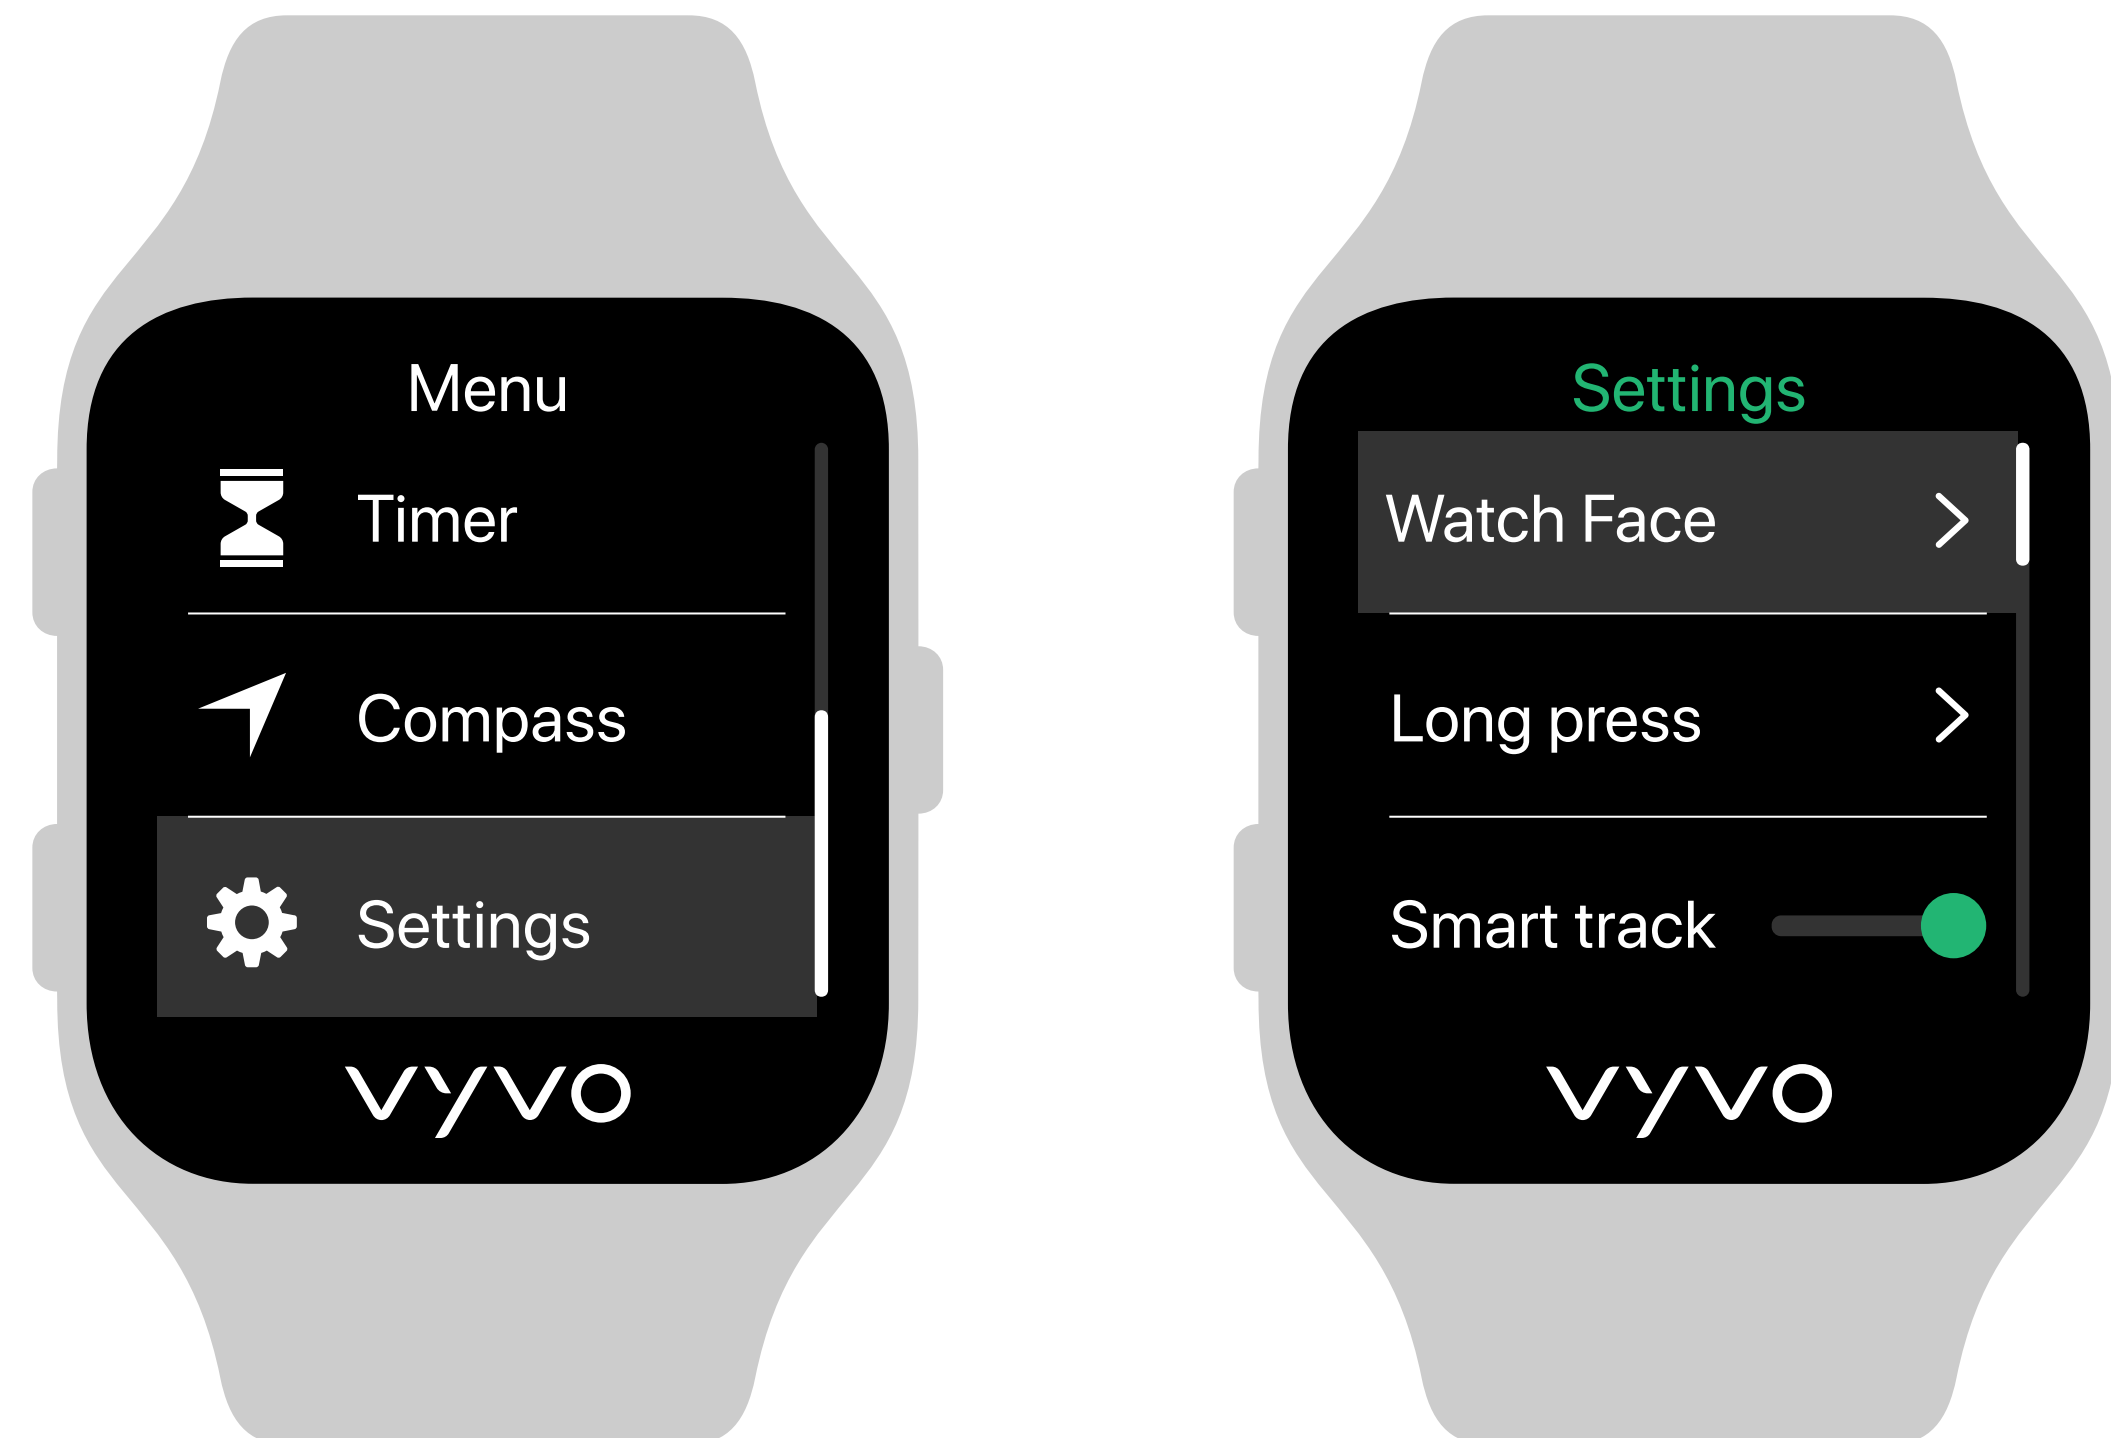 Menu
Timer
Compass
Settings
vyvo
Settings
Watch Face
Long press
Smart track
vyvo